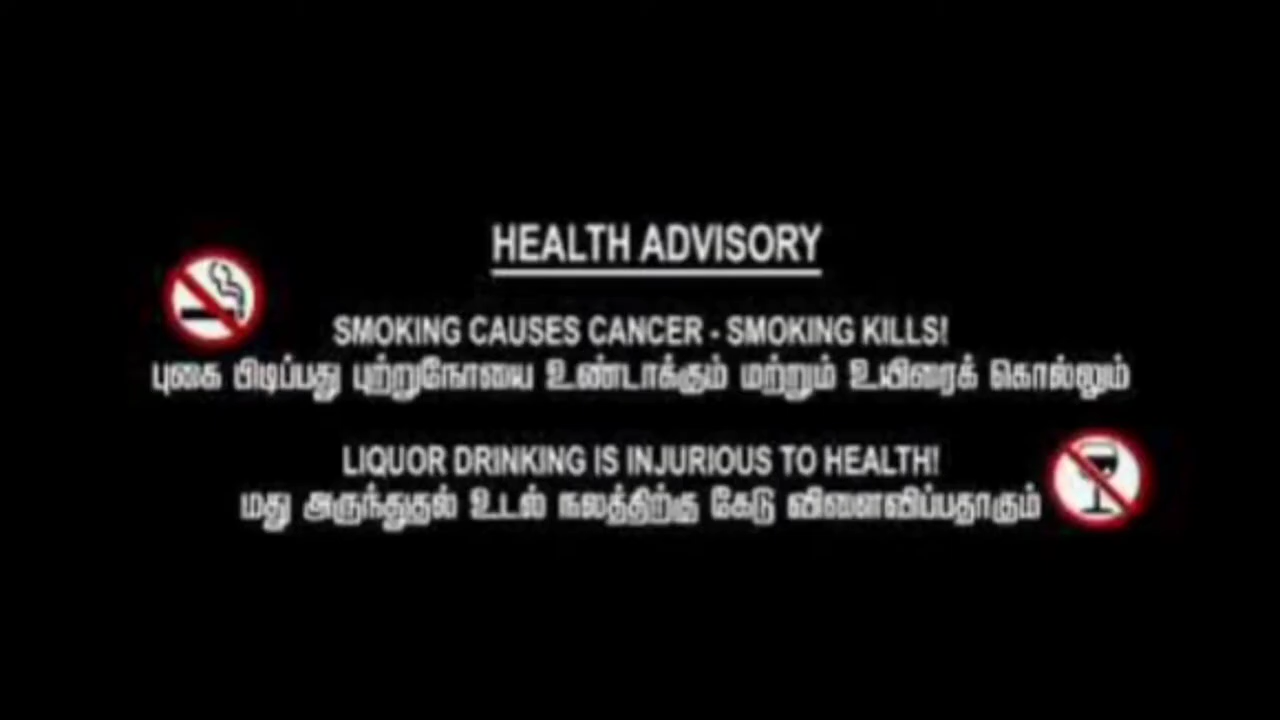 HEALTH ADVISORY
SMOKING CAUSES CANCER - SMOKING KILLS!
புகை பிடிப்பது புற்றுநோயை உண்டாக்கும் மற்றும் உயிரைக் கொல்லும்
LIQUOR DRINKING IS INJURIOUS TO HEALTH!
மது அருந்துதல் உடல் நலத்திற்கு கேடு விளைவிப்பதாகும்